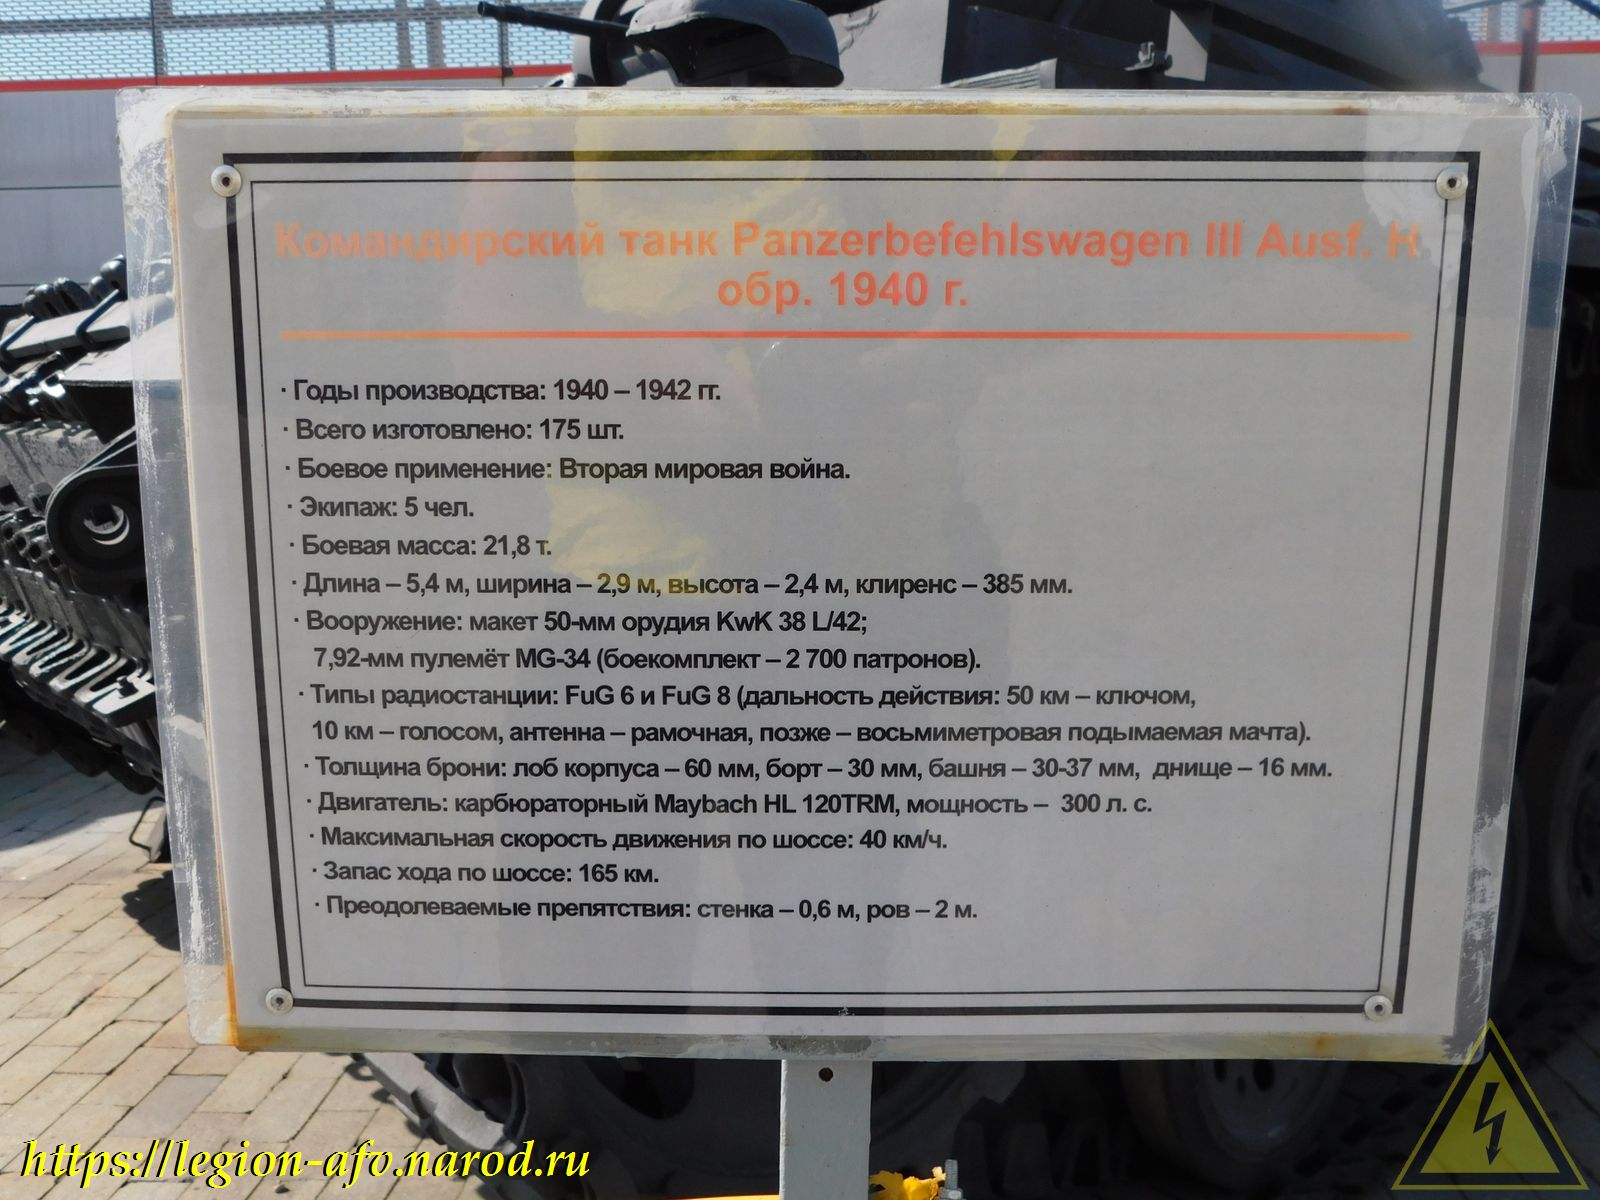 Командирский танк Panzerbefehlswagen III Ausf. H
обр. 1940 г.
· Годы производства: 1940 – 1942 гг.
· Всего изготовлено: 175 шт.
· Боевое применение: Вторая мировая война.
· Экипаж: 5 чел.
· Боевая масса: 21,8 т.
· Длина – 5,4 м, ширина – 2,9 м, высота – 2,4 м, клиренс – 385 мм.
· Вооружение: макет 50-мм орудия KwK 38 L/42;
7,92-мм пулемёт MG-34 (боекомплект – 2 700 патронов).
· Типы радиостанции: FuG 6 и FuG 8 (дальность действия: 50 км – ключом,
10 км – голосом, антенна – рамочная, позже – восьмиметровая подымаемая мачта).
· Толщина брони: лоб корпуса – 60 мм, борт – 30 мм, башня – 30-37 мм, днище – 16 мм.
· Двигатель: карбюраторный Maybach HL 120TRM, мощность – 300 л. с.
· Максимальная скорость движения по шоссе: 40 км/ч.
· Запас хода по шоссе: 165 км.
· Преодолеваемые препятствия: стенка – 0,6 м, ров – 2 м.
https://legion-afv.narod.ru